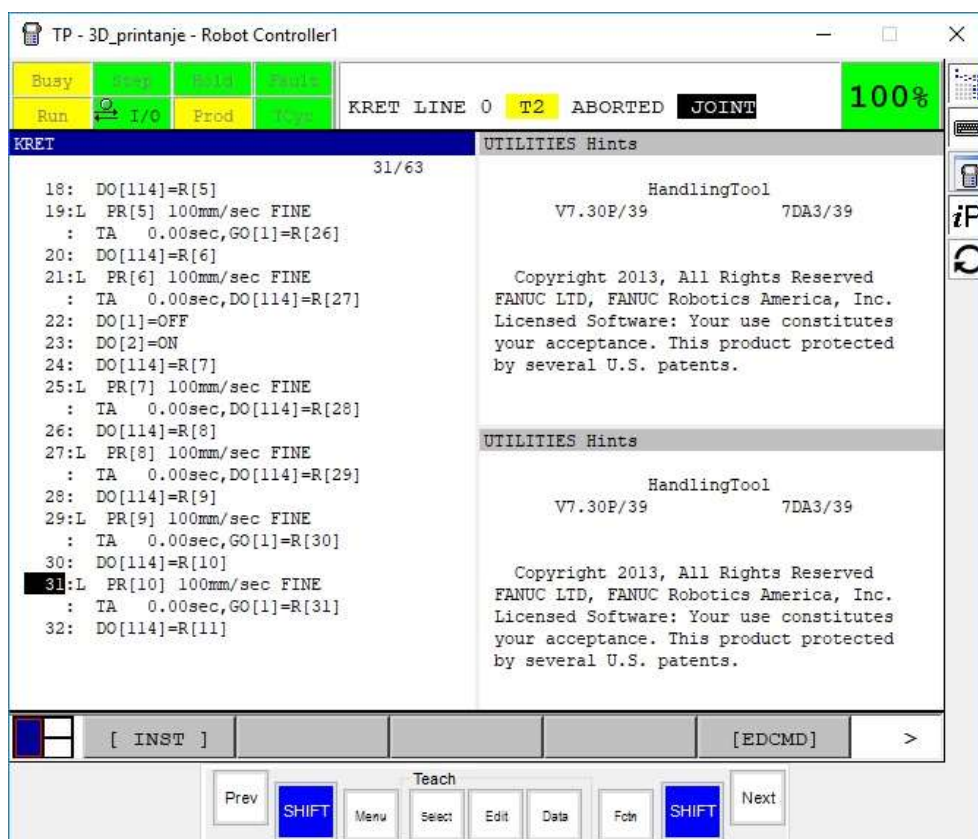 TP - 3D_printanje - Robot Controller1
Busy Step Hold Fault
Run I/O Prod TCyc
KRET LINE 0 T2 ABORTED JOINT
100%
KRET
31/63
18: DO[114]=R[5]
19:L PR[5] 100mm/sec FINE
: TA 0.00sec,GO[1]=R[26]
20: DO[114]=R[6]
21:L PR[6] 100mm/sec FINE
: TA 0.00sec,DO[114]=R[27]
22: DO[1]=OFF
23: DO[2]=ON
24: DO[114]=R[7]
25:L PR[7] 100mm/sec FINE
: TA 0.00sec,DO[114]=R[28]
26: DO[114]=R[8]
27:L PR[8] 100mm/sec FINE
: TA 0.00sec,DO[114]=R[29]
28: DO[114]=R[9]
29:L PR[9] 100mm/sec FINE
: TA 0.00sec,GO[1]=R[30]
30: DO[114]=R[10]
31:L PR[10] 100mm/sec FINE
: TA 0.00sec,GO[1]=R[31]
32: DO[114]=R[11]
UTILITIES Hints
HandlingTool
V7.30P/39 7DA3/39
Copyright 2013, All Rights Reserved
FANUC LTD, FANUC Robotics America, Inc.
Licensed Software: Your use constitutes
your acceptance. This product protected
by several U.S. patents.
UTILITIES Hints
HandlingTool
V7.30P/39 7DA3/39
Copyright 2013, All Rights Reserved
FANUC LTD, FANUC Robotics America, Inc.
Licensed Software: Your use constitutes
your acceptance. This product protected
by several U.S. patents.
iP
[ INST ] [EDCMD] >
Teach
Prev SHIFT Menu Select Edit Data Fctn SHIFT Next